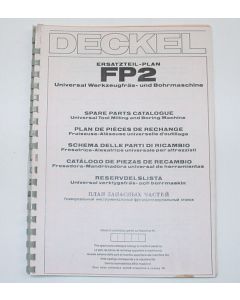 DECKEL
ERSATZTEIL-PLAN
FP2
Universal Werkzeugfräs- und Bohrmaschine
SPARE PARTS CATALOGUE
Universal Tool Milling and Boring Machine
PLAN DE PIÈCES DE RECHANGE
Fraiseuse-Aléseuse universelle d'outillage
SCHEMA DELLE PARTI DI RICAMBIO
Fresatrice-Alesatrice universale per attrezzisti
CATÁLOGO DE PIEZAS DE RECAMBIO
Fresadora-Mandrinadora universal de herramientas
RESERVDELSLISTA
Universal verktygsfräs- och borrmaskin
ПЛАН ЗАПАСНЫХ ЧАСТЕЙ